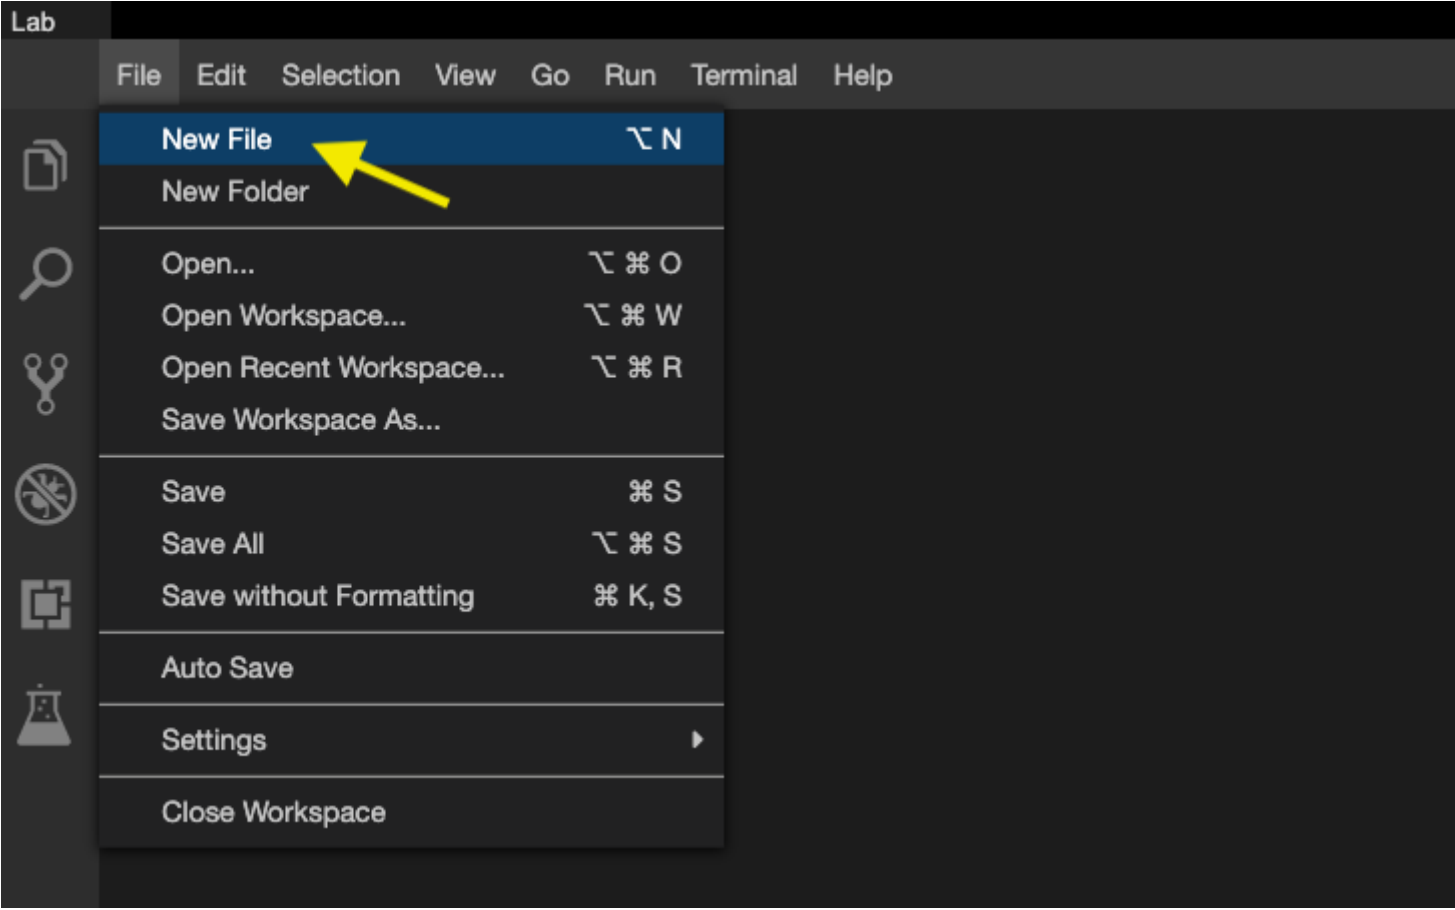 Lab
File Edit Selection View Go Run Terminal Help
New File ⌥ N
New Folder
Open... ⌥ ⌘ O
Open Workspace... ⌥ ⌘ W
Open Recent Workspace... ⌥ ⌘ R
Save Workspace As...
Save ⌘ S
Save All ⌥ ⌘ S
Save without Formatting ⌘ K, S
Auto Save
Settings
Close Workspace